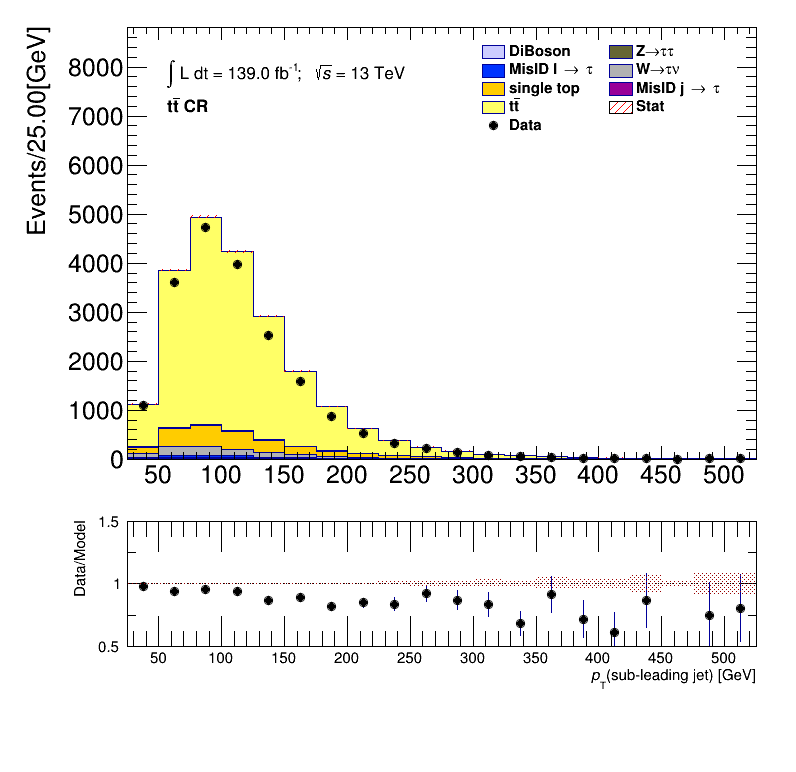 Events/25.00[GeV]
8000
7000
6000
5000
4000
3000
2000
1000
0
∫ L dt = 139.0 fb⁻¹; √s = 13 TeV
tt̄ CR
DiBoson
MisID l → τ
single top
tt̄
Data
Z→ττ
W→τν
MisID j → τ
Stat
50 100 150 200 250 300 350 400 450 500
Data/Model
1.5
1
0.5
50 100 150 200 250 300 350 400 450 500
p_T(sub-leading jet) [GeV]